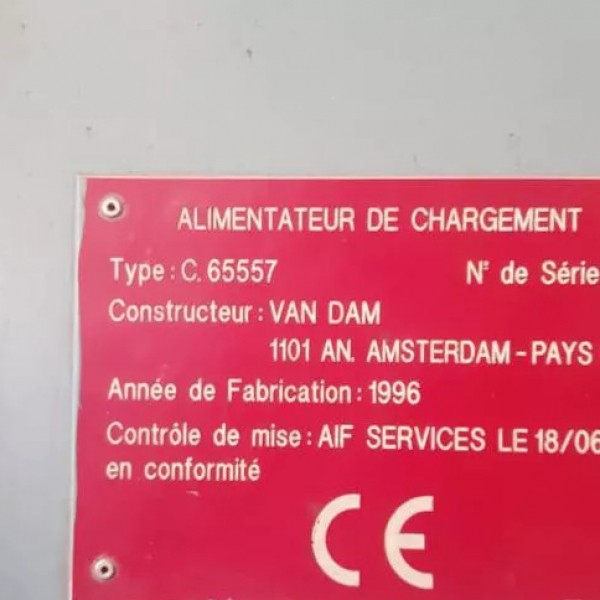 ALIMENTATEUR DE CHARGEMENT
Type : C. 65557 N° de Série
Constructeur : VAN DAM
1101 AN. AMSTERDAM - PAYS
Année de Fabrication : 1996
Contrôle de mise : AIF SERVICES LE 18/06
en conformité
CE